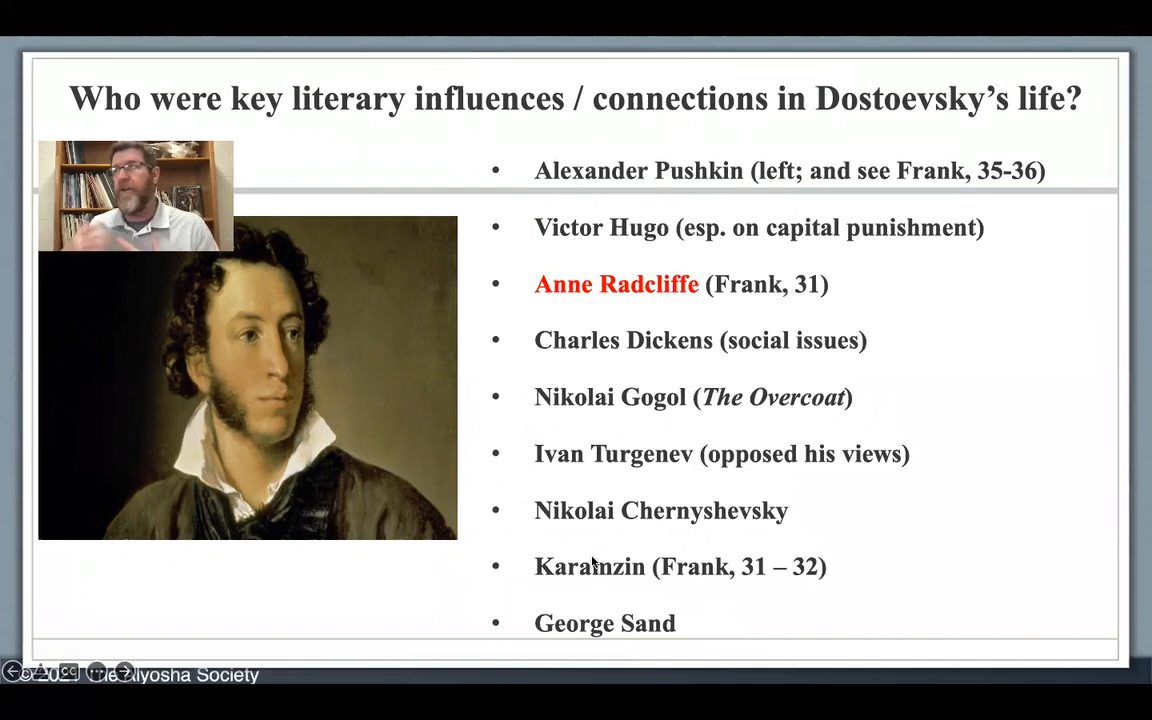 Who were key literary influences / connections in Dostoevsky's life?
• Alexander Pushkin (left; and see Frank, 35-36)
• Victor Hugo (esp. on capital punishment)
• Anne Radcliffe (Frank, 31)
• Charles Dickens (social issues)
• Nikolai Gogol (The Overcoat)
• Ivan Turgenev (opposed his views)
• Nikolai Chernyshevsky
• Karamzin (Frank, 31 – 32)
• George Sand
© The Alyosha Society